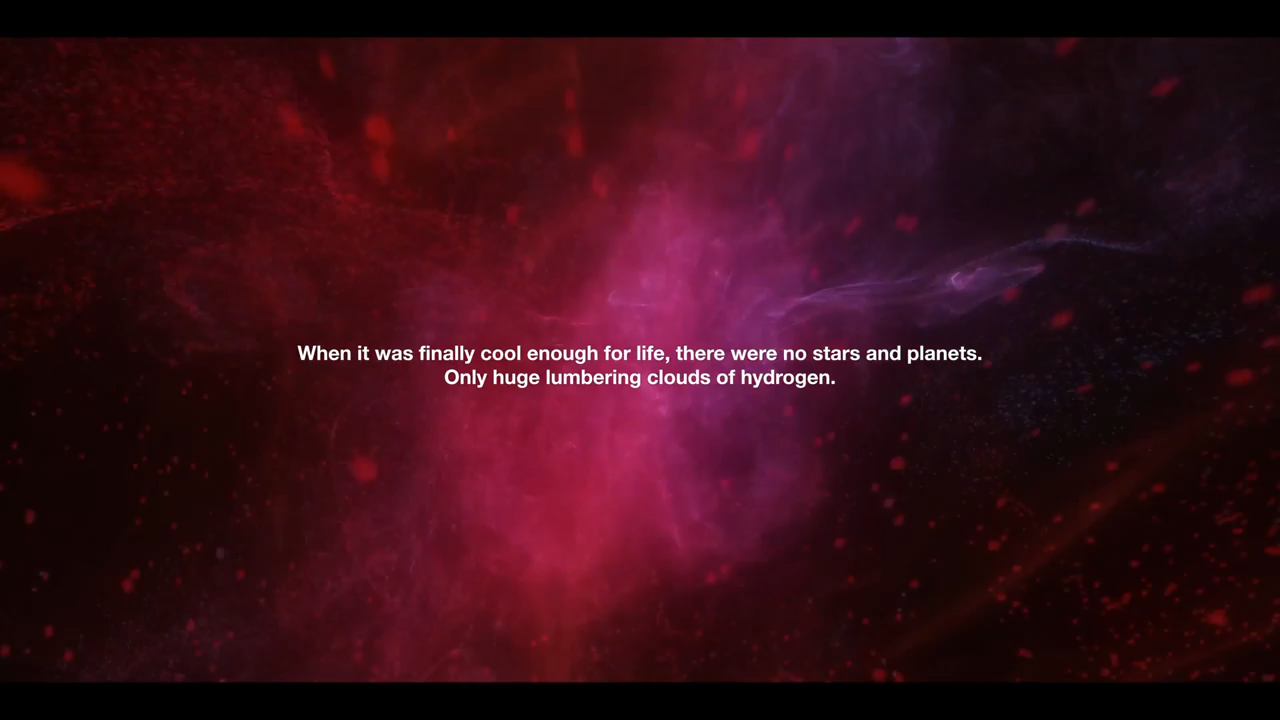 When it was finally cool enough for life, there were no stars and planets.
Only huge lumbering clouds of hydrogen.